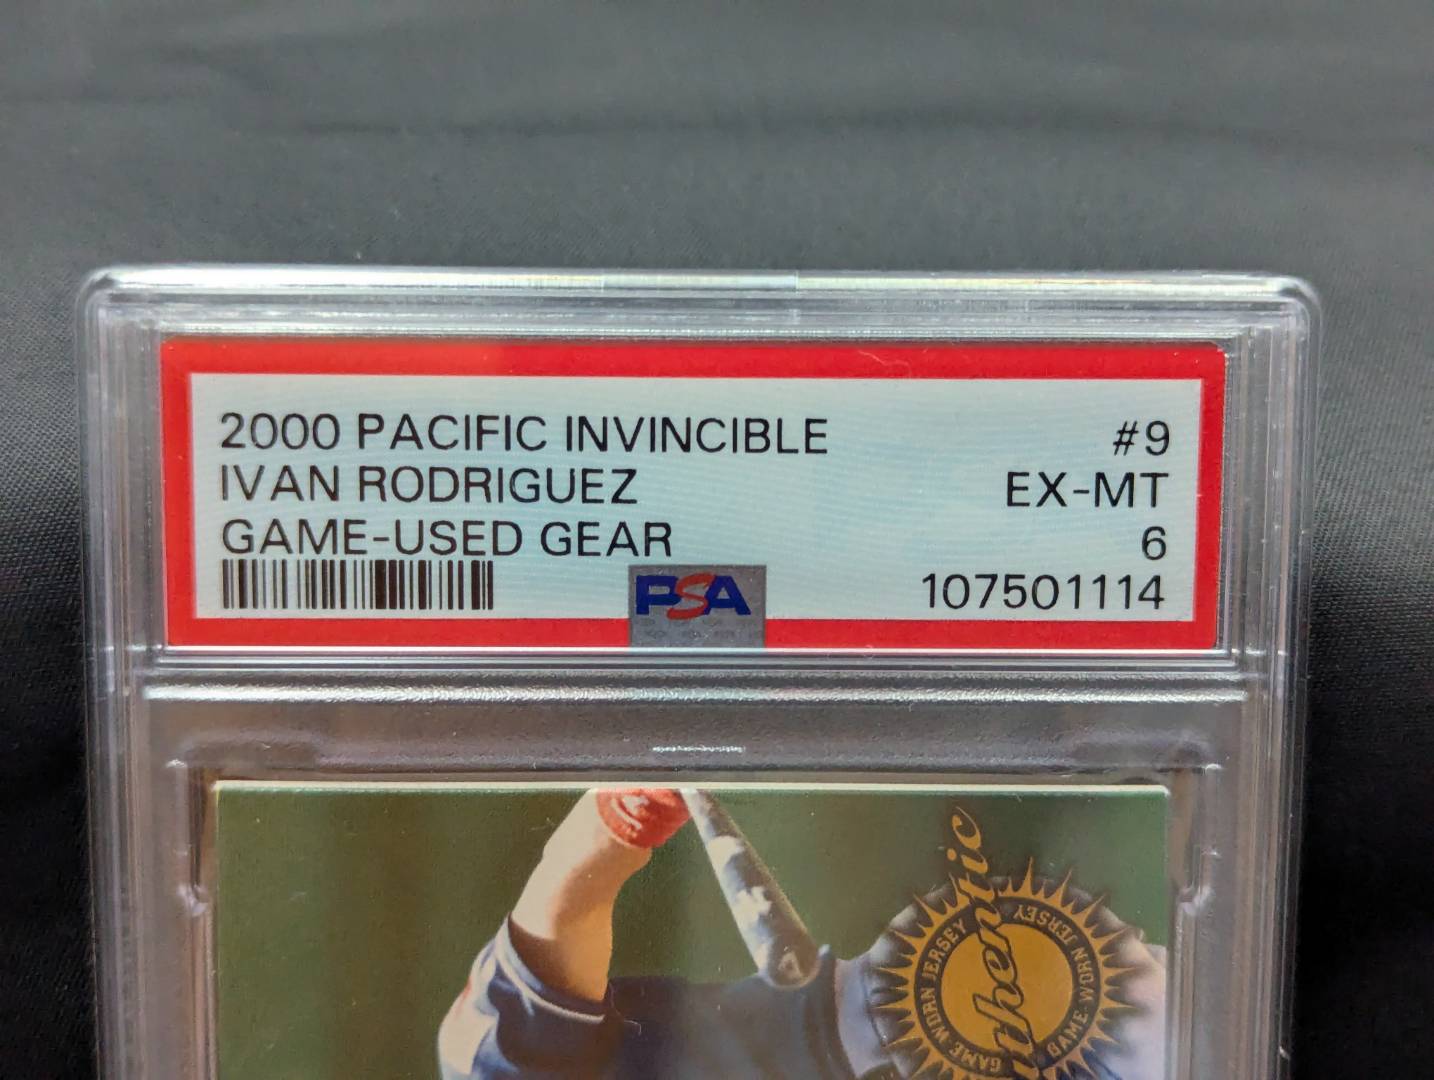 2000 PACIFIC INVINCIBLE #9
IVAN RODRIGUEZ EX-MT
GAME-USED GEAR 6
PSA 107501114
Authentic
GAME-WORN JERSEY
GAME-WORN JERSEY